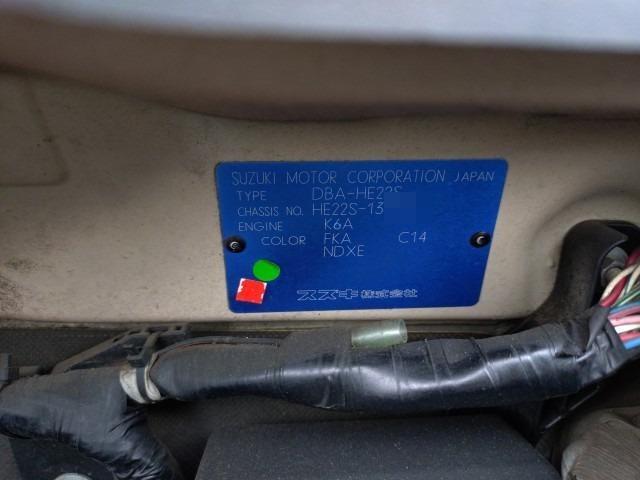 SUZUKI MOTOR CORPORATION JAPAN
TYPE DBA-HE22S
CHASSIS NO. HE22S-13
ENGINE K6A
COLOR FKA C14
NDXE
スズキ株式会社